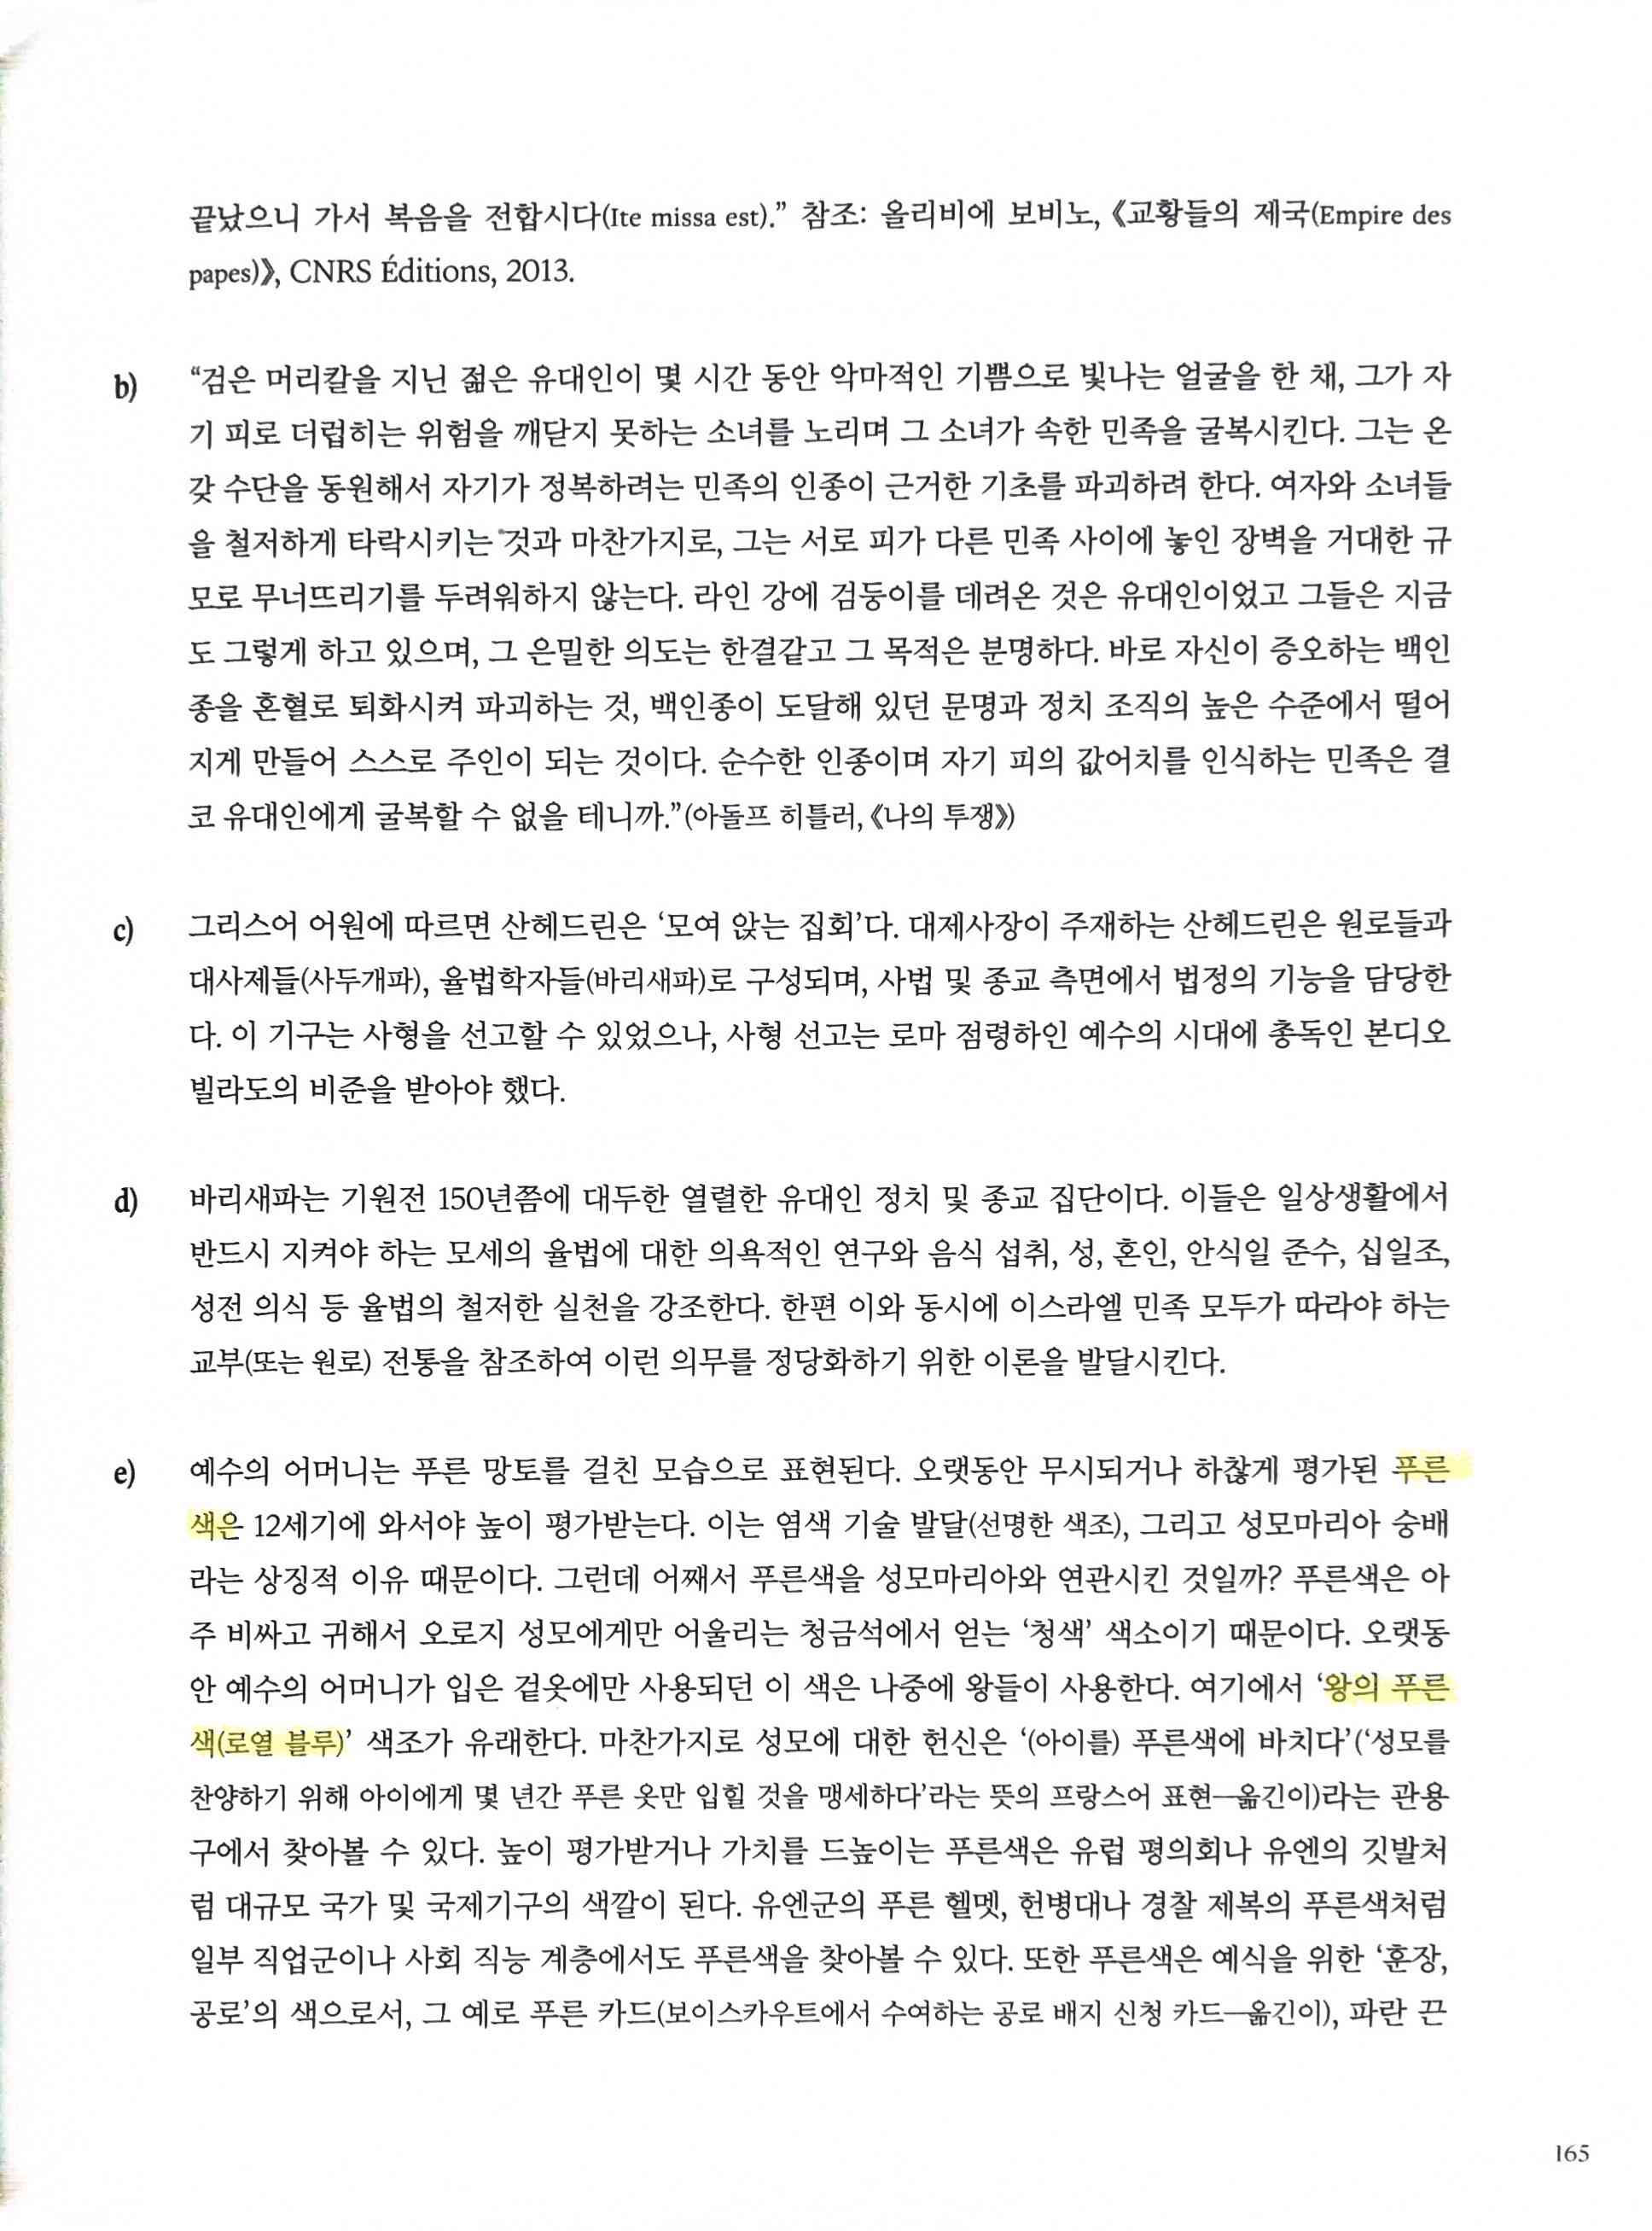 끝났으니 가서 복음을 전합시다(Ite missa est).” 참조: 올리비에 보비노, 《교황들의 제국(Empire des
papes)》, CNRS Éditions, 2013.
b) “검은 머리칼을 지닌 젊은 유대인이 몇 시간 동안 악마적인 기쁨으로 빛나는 얼굴을 한 채, 그가 자
기 피로 더럽히는 위험을 깨닫지 못하는 소녀를 노리며 그 소녀가 속한 민족을 굴복시킨다. 그는 온
갖 수단을 동원해서 자기가 정복하려는 민족의 인종이 근거한 기초를 파괴하려 한다. 여자와 소녀들
을 철저하게 타락시키는 것과 마찬가지로, 그는 서로 피가 다른 민족 사이에 놓인 장벽을 거대한 규
모로 무너뜨리기를 두려워하지 않는다. 라인 강에 검둥이를 데려온 것은 유대인이었고 그들은 지금
도 그렇게 하고 있으며, 그 은밀한 의도는 한결같고 그 목적은 분명하다. 바로 자신이 증오하는 백인
종을 혼혈로 퇴화시켜 파괴하는 것, 백인종이 도달해 있던 문명과 정치 조직의 높은 수준에서 떨어
지게 만들어 스스로 주인이 되는 것이다. 순수한 인종이며 자기 피의 값어치를 인식하는 민족은 결
코 유대인에게 굴복할 수 없을 테니까.”(아돌프 히틀러, 《나의 투쟁》)
c) 그리스어 어원에 따르면 산헤드린은 ‘모여 앉는 집회’다. 대제사장이 주재하는 산헤드린은 원로들과
대사제들(사두개파), 율법학자들(바리새파)로 구성되며, 사법 및 종교 측면에서 법정의 기능을 담당한
다. 이 기구는 사형을 선고할 수 있었으나, 사형 선고는 로마 점령하인 예수의 시대에 총독인 본디오
빌라도의 비준을 받아야 했다.
d) 바리새파는 기원전 150년쯤에 대두한 열렬한 유대인 정치 및 종교 집단이다. 이들은 일상생활에서
반드시 지켜야 하는 모세의 율법에 대한 의욕적인 연구와 음식 섭취, 성, 혼인, 안식일 준수, 십일조,
성전 의식 등 율법의 철저한 실천을 강조한다. 한편 이와 동시에 이스라엘 민족 모두가 따라야 하는
교부(또는 원로) 전통을 참조하여 이런 의무를 정당화하기 위한 이론을 발달시킨다.
e) 예수의 어머니는 푸른 망토를 걸친 모습으로 표현된다. 오랫동안 무시되거나 하찮게 평가된 푸른
색은 12세기에 와서야 높이 평가받는다. 이는 염색 기술 발달(선명한 색조), 그리고 성모마리아 숭배
라는 상징적 이유 때문이다. 그런데 어째서 푸른색을 성모마리아와 연관시킨 것일까? 푸른색은 아
주 비싸고 귀해서 오로지 성모에게만 어울리는 청금석에서 얻는 ‘청색’ 색소이기 때문이다. 오랫동
안 예수의 어머니가 입은 겉옷에만 사용되던 이 색은 나중에 왕들이 사용한다. 여기에서 ‘왕의 푸른
색(로열 블루)’ 색조가 유래한다. 마찬가지로 성모에 대한 헌신은 ‘(아이를) 푸른색에 바치다’(‘성모를
찬양하기 위해 아이에게 몇 년간 푸른 옷만 입힐 것을 맹세하다’라는 뜻의 프랑스어 표현—옮긴이)라는 관용
구에서 찾아볼 수 있다. 높이 평가받거나 가치를 드높이는 푸른색은 유럽 평의회나 유엔의 깃발처
럼 대규모 국가 및 국제기구의 색깔이 된다. 유엔군의 푸른 헬멧, 헌병대나 경찰 제복의 푸른색처럼
일부 직업군이나 사회 직능 계층에서도 푸른색을 찾아볼 수 있다. 또한 푸른색은 예식을 위한 ‘훈장,
공로’의 색으로서, 그 예로 푸른 카드(보이스카우트에서 수여하는 공로 배지 신청 카드—옮긴이), 파란 끈
165